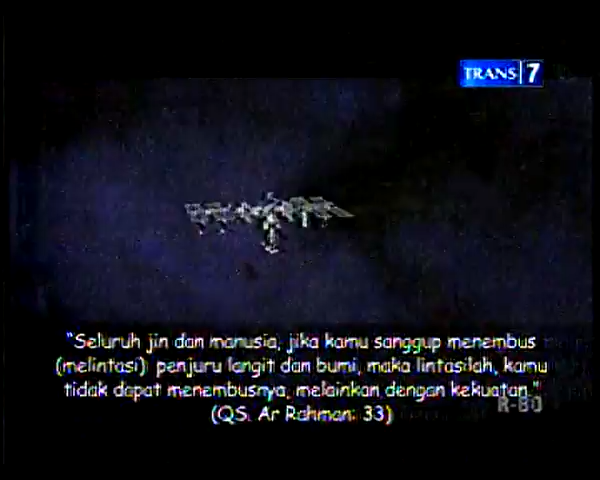 TRANS 7
"Seluruh jin dan manusia, jika kamu sanggup menembus
(melintasi) penjuru langit dan bumi, maka lintasilah, kamu
tidak dapat menembusnya, melainkan dengan kekuatan."
R-BO
(QS. Ar Rahman: 33)